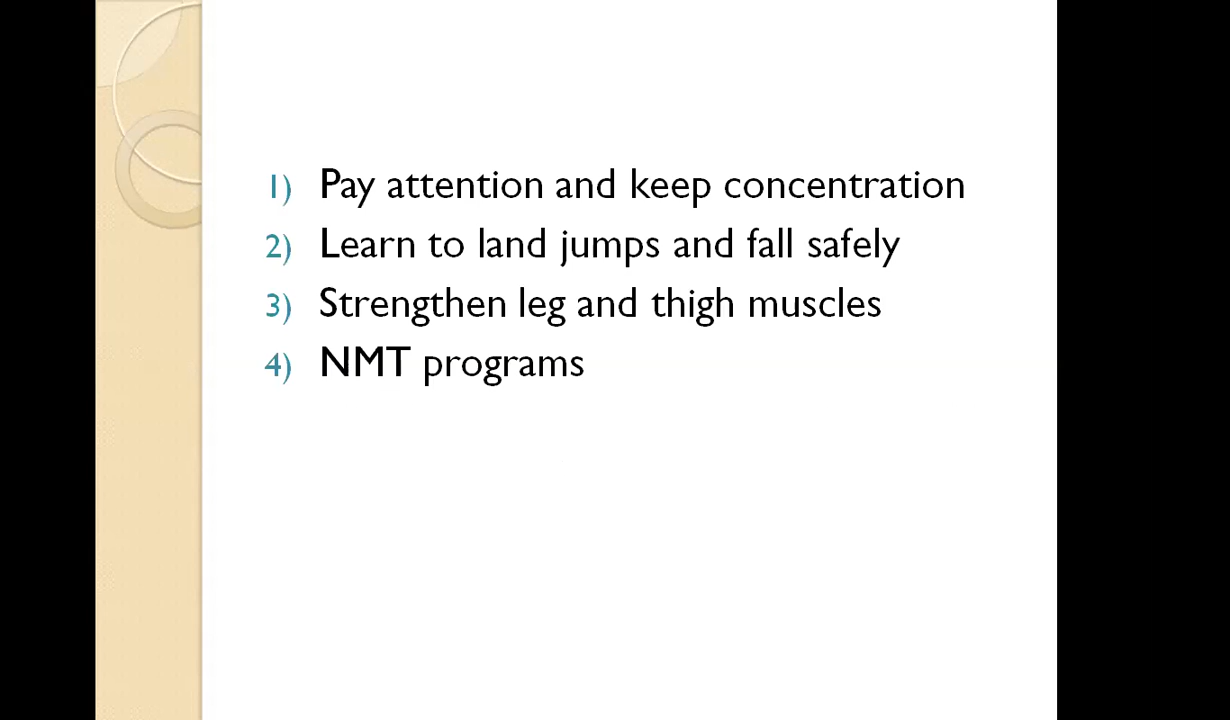 1) Pay attention and keep concentration
2) Learn to land jumps and fall safely
3) Strengthen leg and thigh muscles
4) NMT programs